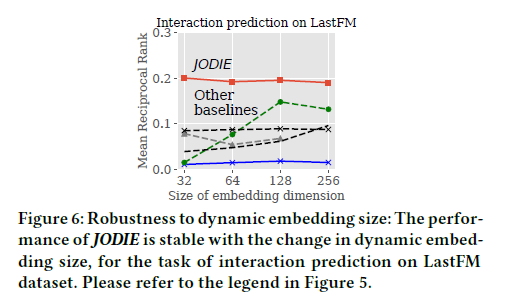 Interaction prediction on LastFM
Mean Reciprocal Rank
0.3
0.2
0.1
0.0
JODIE
Other
baselines
32 64 128 256
Size of embedding dimension
Figure 6: Robustness to dynamic embedding size: The perfor-
mance of JODIE is stable with the change in dynamic embed-
ding size, for the task of interaction prediction on LastFM
dataset. Please refer to the legend in Figure 5.